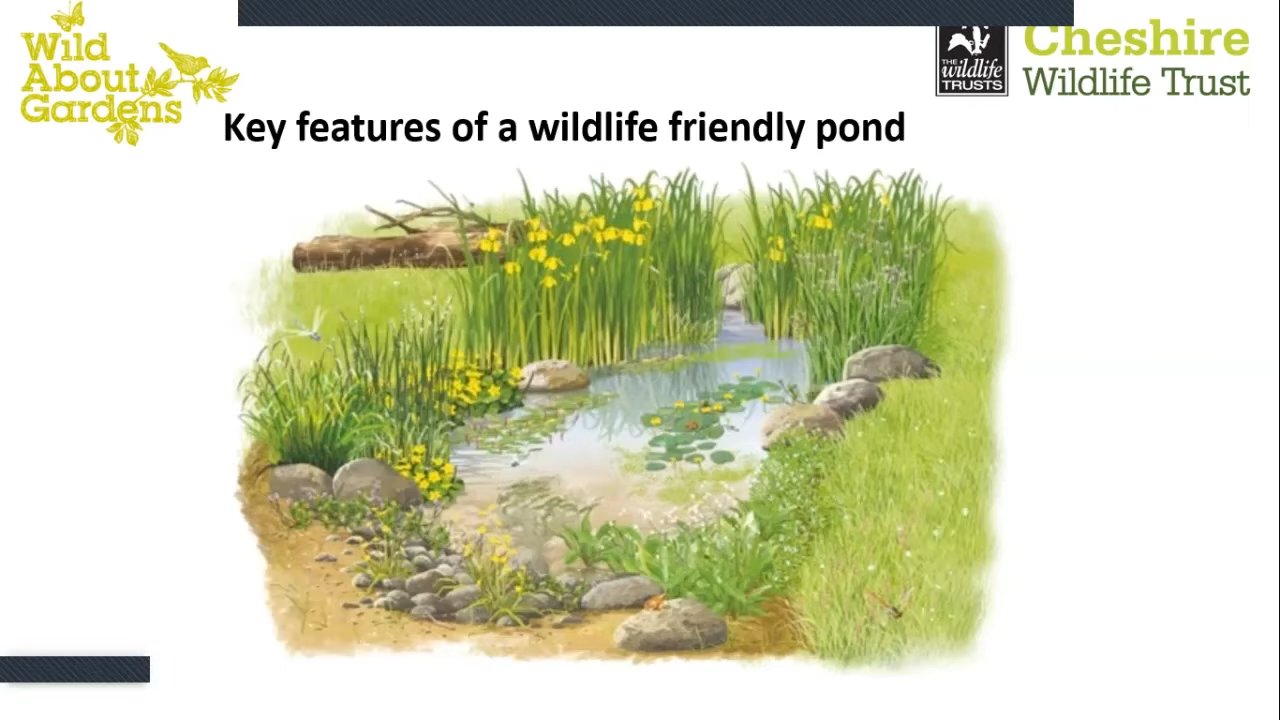 Wild
About
Gardens
THE
wildlife
TRUSTS
Cheshire
Wildlife Trust
Key features of a wildlife friendly pond